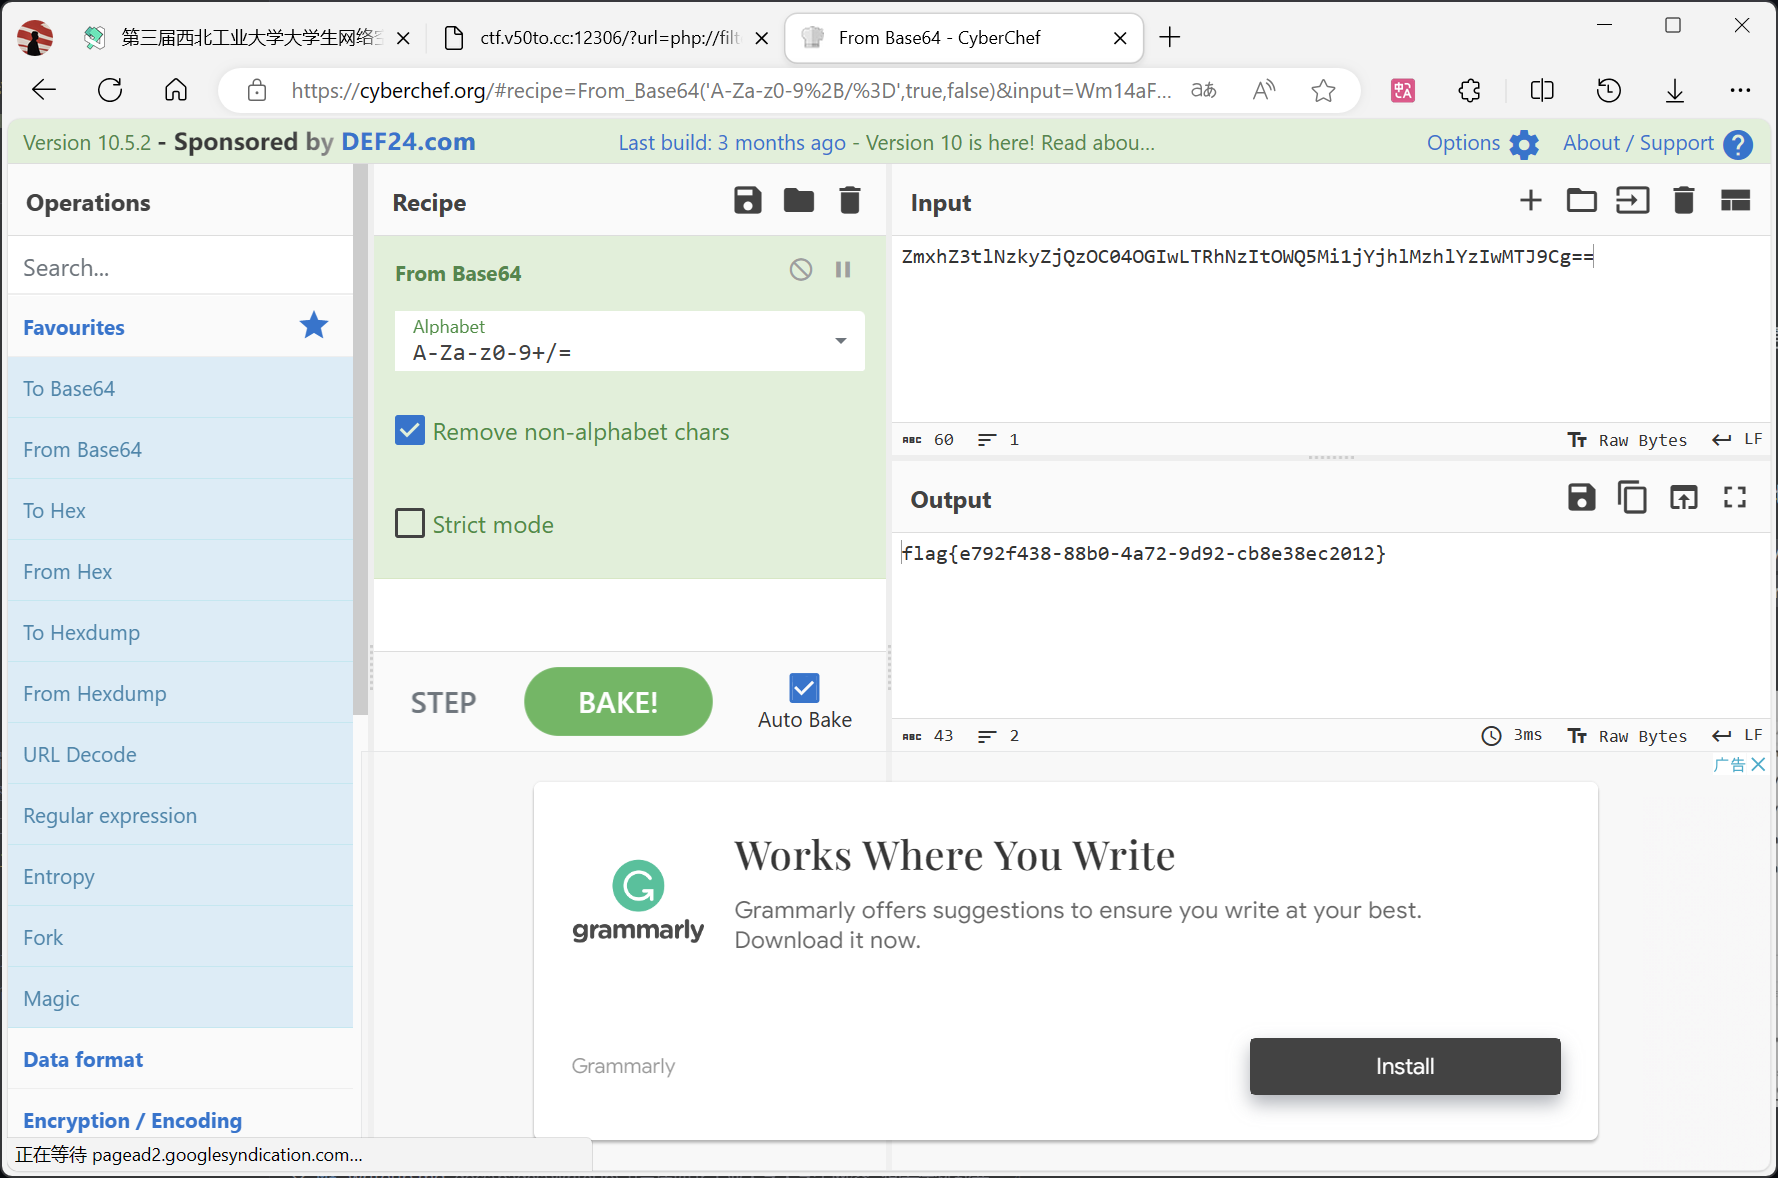 第三届西北工业大学大学生网络空
ctf.v50to.cc:12306/?url=php://filt
From Base64 - CyberChef
https://cyberchef.org/#recipe=From_Base64('A-Za-z0-9%2B/%3D',true,false)&input=Wm14aF...
Version 10.5.2 - Sponsored by DEF24.com
Last build: 3 months ago - Version 10 is here! Read abou...
Options
About / Support
Operations
Recipe
Input
Search...
From Base64
ZmxhZ3tlNzkyZjQzOC04OGIwLTRhNzItOWQ5Mi1jYjhlMzhlYzIwMTJ9Cg==
Favourites
Alphabet
A-Za-z0-9+/=
To Base64
From Base64
Remove non-alphabet chars
ABC 60 1
Tт Raw Bytes LF
To Hex
Strict mode
Output
From Hex
flag{e792f438-88b0-4a72-9d92-cb8e38ec2012}
To Hexdump
From Hexdump
STEP
BAKE!
Auto Bake
ABC 43 2
3ms Tт Raw Bytes LF
URL Decode
广告
Regular expression
Entropy
Fork
Magic
Data format
Encryption / Encoding
Works Where You Write
grammarly
Grammarly offers suggestions to ensure you write at your best.
Download it now.
Grammarly
Install
正在等待 pagead2.googlesyndication.com...